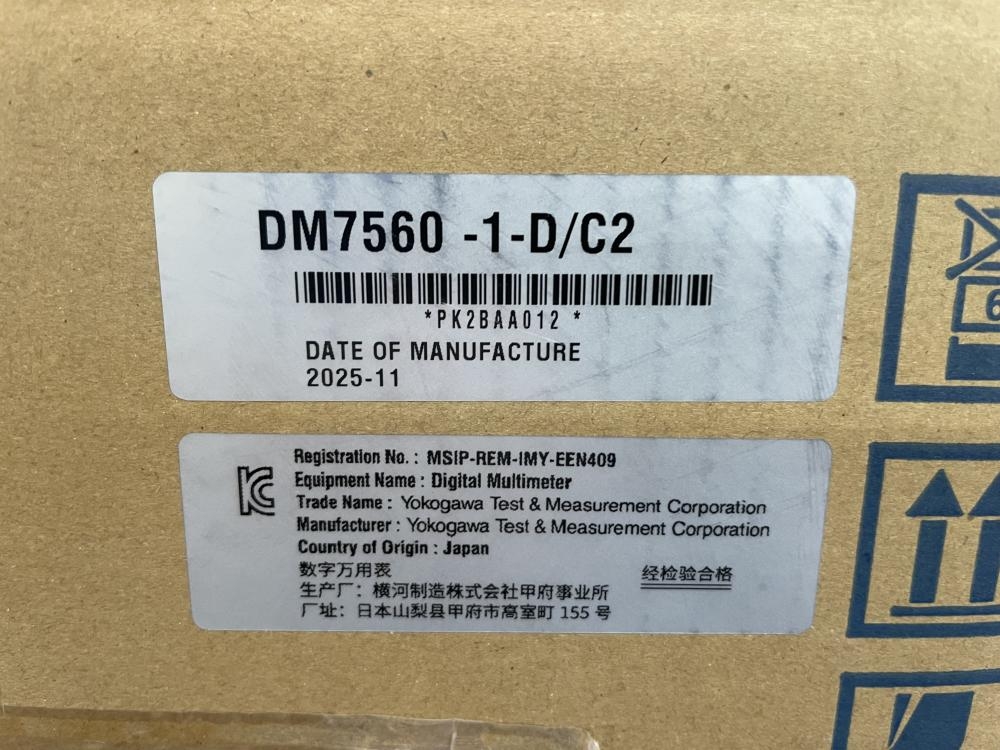 DM7560 -1-D/C2
*PK2BAA012 *
DATE OF MANUFACTURE
2025-11
Registration No. : MSIP-REM-IMY-EEN409
Equipment Name : Digital Multimeter
Trade Name : Yokogawa Test & Measurement Corporation
Manufacturer : Yokogawa Test & Measurement Corporation
Country of Origin : Japan
数字万用表
经检验合格
生产厂：横河制造株式会社甲府事业所
厂址：日本山梨县甲府市高室町 155 号
6